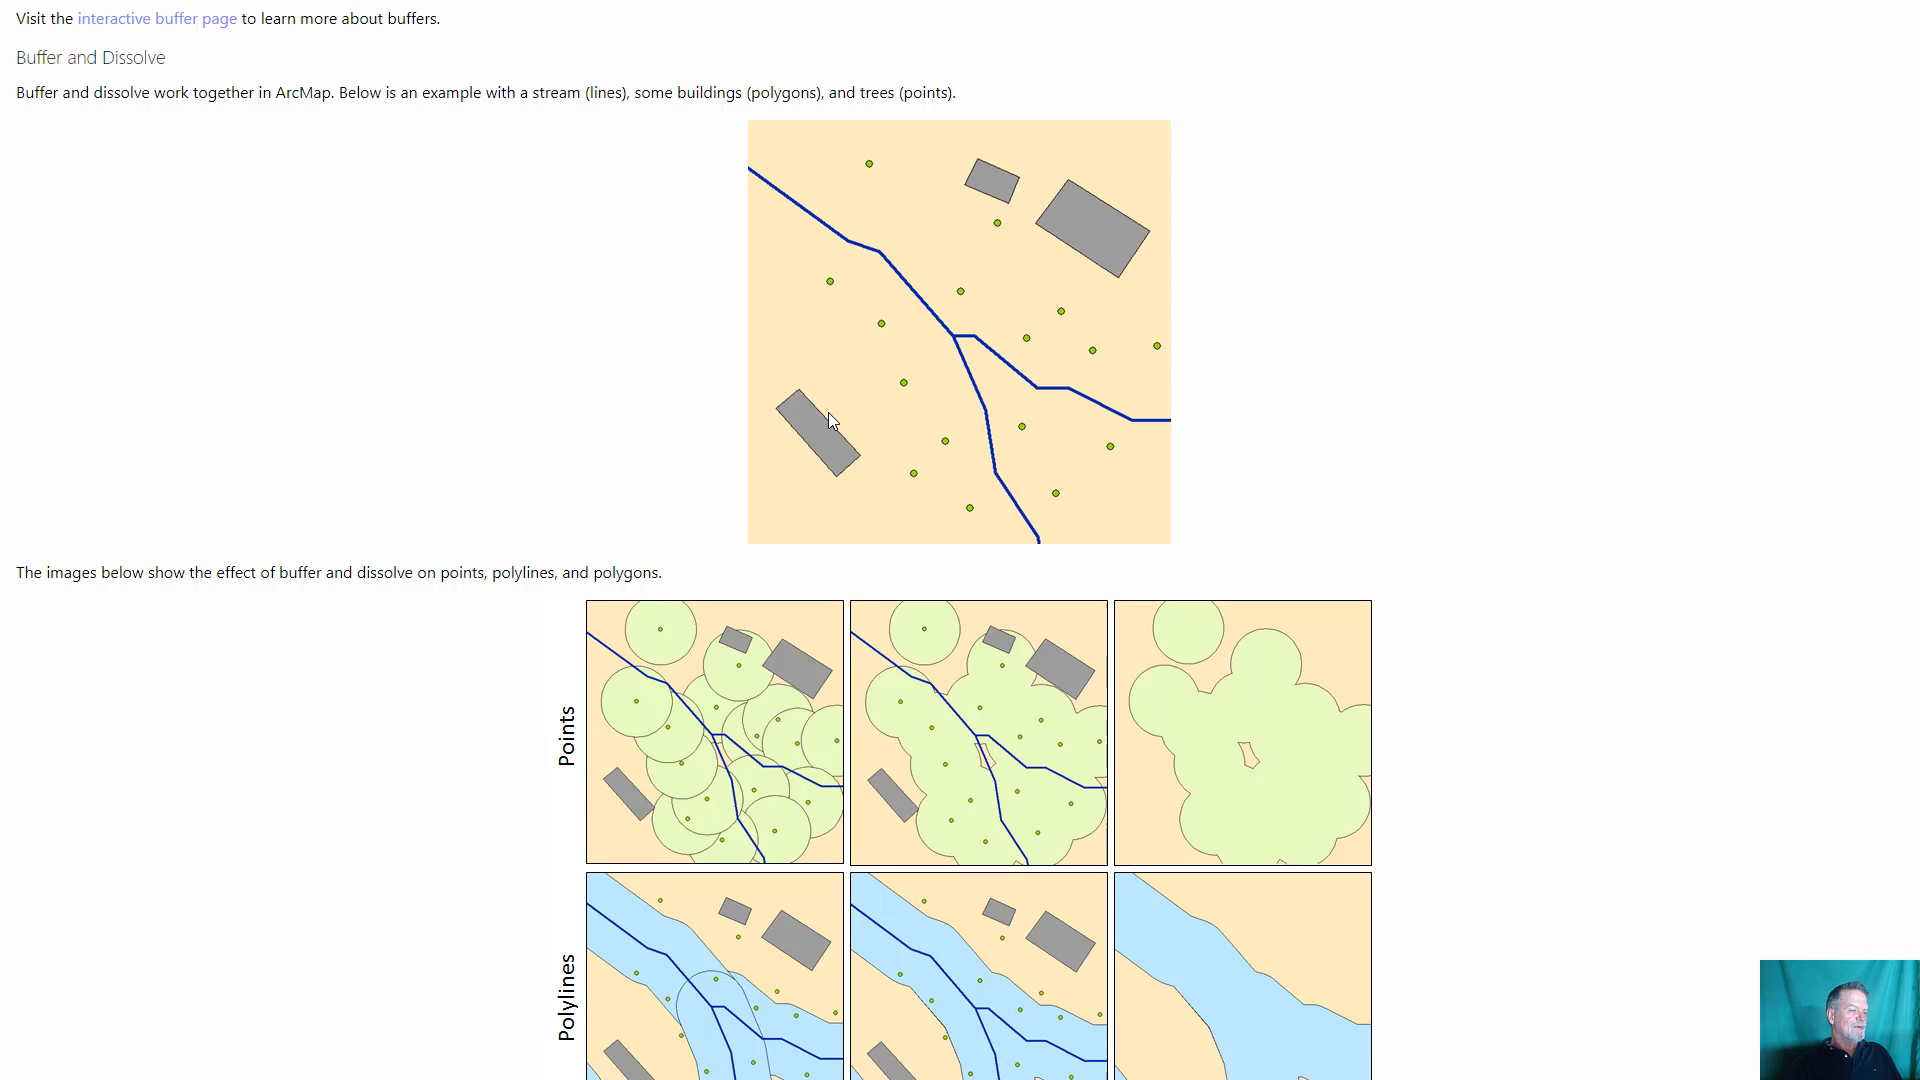 Visit the interactive buffer page to learn more about buffers.
Buffer and Dissolve
Buffer and dissolve work together in ArcMap. Below is an example with a stream (lines), some buildings (polygons), and trees (points).
The images below show the effect of buffer and dissolve on points, polylines, and polygons.
Points
Polylines